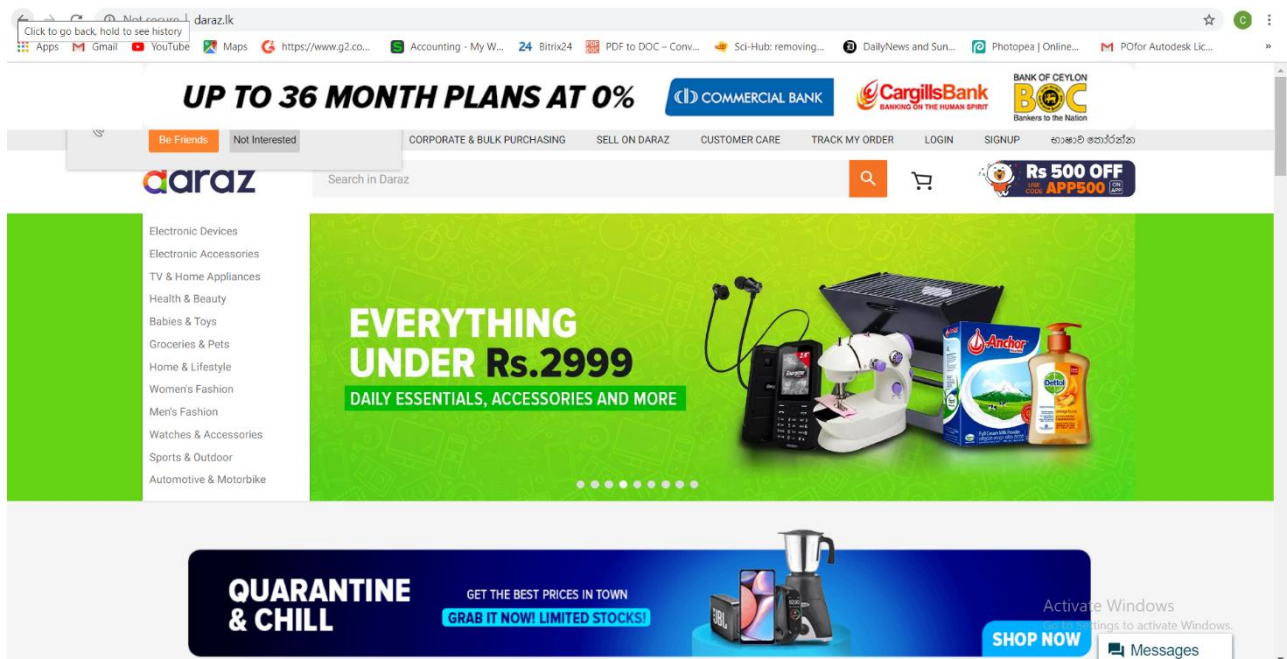 Not secure | daraz.lk
Click to go back, hold to see history
C
Apps Gmail YouTube Maps https://www.g2.co... Accounting - My W... 24 Bitrix24 PDF to DOC – Conv... Sci-Hub: removing... DailyNews and Sun... Photopea | Online... POfor Autodesk Lic... »
UP TO 36 MONTH PLANS AT 0% COMMERCIAL BANK CargillsBank BANKING ON THE HUMAN SPIRIT BANK OF CEYLON BOC Bankers to the Nation
Be Friends Not Interested CORPORATE & BULK PURCHASING SELL ON DARAZ CUSTOMER CARE TRACK MY ORDER LOGIN SIGNUP භාෂාව තෝරන්න
daraz Search in Daraz Rs 500 OFF
USE CODE APP500 ON APP
Electronic Devices
Electronic Accessories
TV & Home Appliances
Health & Beauty
Babies & Toys
Groceries & Pets
Home & Lifestyle
Women's Fashion
Men's Fashion
Watches & Accessories
Sports & Outdoor
Automotive & Motorbike
EVERYTHING
UNDER Rs.2999
DAILY ESSENTIALS, ACCESSORIES AND MORE
Anchor
Dettol
QUARANTINE
& CHILL
GET THE BEST PRICES IN TOWN
GRAB IT NOW! LIMITED STOCKS!
JBL
SHOP NOW
Activate Windows
Go to Settings to activate Windows.
Messages